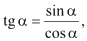 tg α = sin α / cos α ,